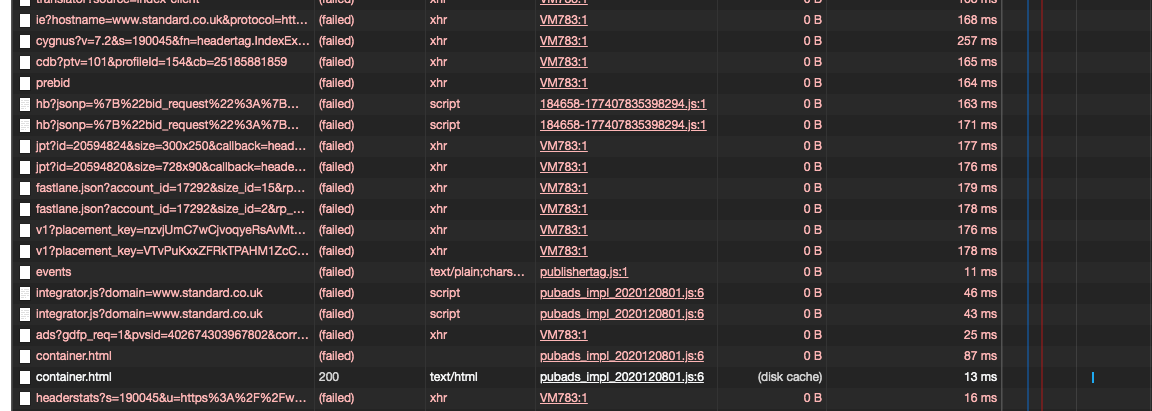 translator?source=index-client (failed) xhr VM783:1 0 B 168 ms
ie?hostname=www.standard.co.uk&protocol=htt... (failed) xhr VM783:1 0 B 168 ms
cygnus?v=7.2&s=190045&fn=headertag.IndexEx... (failed) xhr VM783:1 0 B 257 ms
cdb?ptv=101&profileId=154&cb=25185881859 (failed) xhr VM783:1 0 B 165 ms
prebid (failed) xhr VM783:1 0 B 164 ms
hb?jsonp=%7B%22bid_request%22%3A%7B... (failed) script 184658-177407835398294.js:1 0 B 163 ms
hb?jsonp=%7B%22bid_request%22%3A%7B... (failed) script 184658-177407835398294.js:1 0 B 171 ms
jpt?id=20594824&size=300x250&callback=head... (failed) xhr VM783:1 0 B 177 ms
jpt?id=20594820&size=728x90&callback=heade... (failed) xhr VM783:1 0 B 176 ms
fastlane.json?account_id=17292&size_id=15&rp... (failed) xhr VM783:1 0 B 179 ms
fastlane.json?account_id=17292&size_id=2&rp_... (failed) xhr VM783:1 0 B 178 ms
v1?placement_key=nzvjUmC7wCjvoqyeRsAvMt... (failed) xhr VM783:1 0 B 176 ms
v1?placement_key=VTvPuKxxZFRkTPAHM1ZcC... (failed) xhr VM783:1 0 B 178 ms
events (failed) text/plain;chars... publishertag.js:1 0 B 11 ms
integrator.js?domain=www.standard.co.uk (failed) script pubads_impl_2020120801.js:6 0 B 46 ms
integrator.js?domain=www.standard.co.uk (failed) script pubads_impl_2020120801.js:6 0 B 43 ms
ads?gdfp_req=1&pvsid=402674303967802&corr... (failed) xhr VM783:1 0 B 25 ms
container.html (failed) pubads_impl_2020120801.js:6 0 B 87 ms
container.html 200 text/html pubads_impl_2020120801.js:6 (disk cache) 13 ms
headerstats?s=190045&u=https%3A%2F%2Fw... (failed) xhr VM783:1 0 B 16 ms